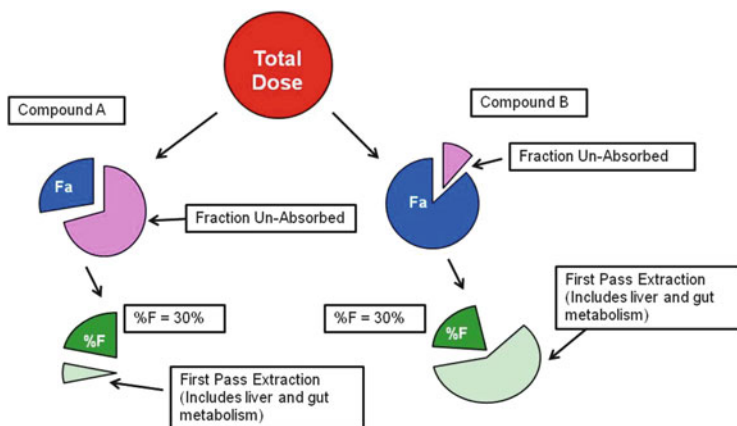 Total
Dose
Compound A
Compound B
Fraction Un-Absorbed
Fa
Fa
Fraction Un-Absorbed
First Pass Extraction
(Includes liver and gut
metabolism)
%F = 30%
%F = 30%
%F
%F
First Pass Extraction
(Includes liver and gut
metabolism)